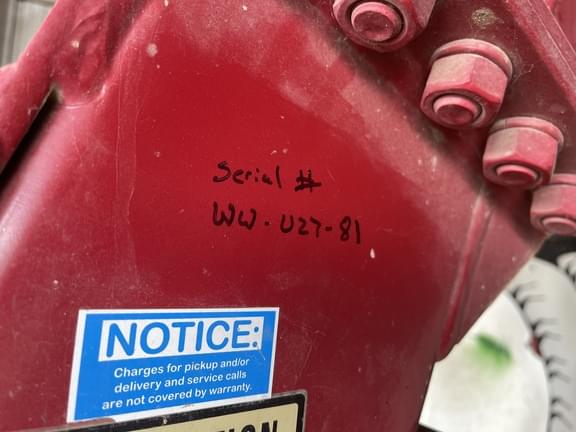 Serial #
WW-U27-81
NOTICE:
Charges for pickup and/or
delivery and service calls
are not covered by warranty.